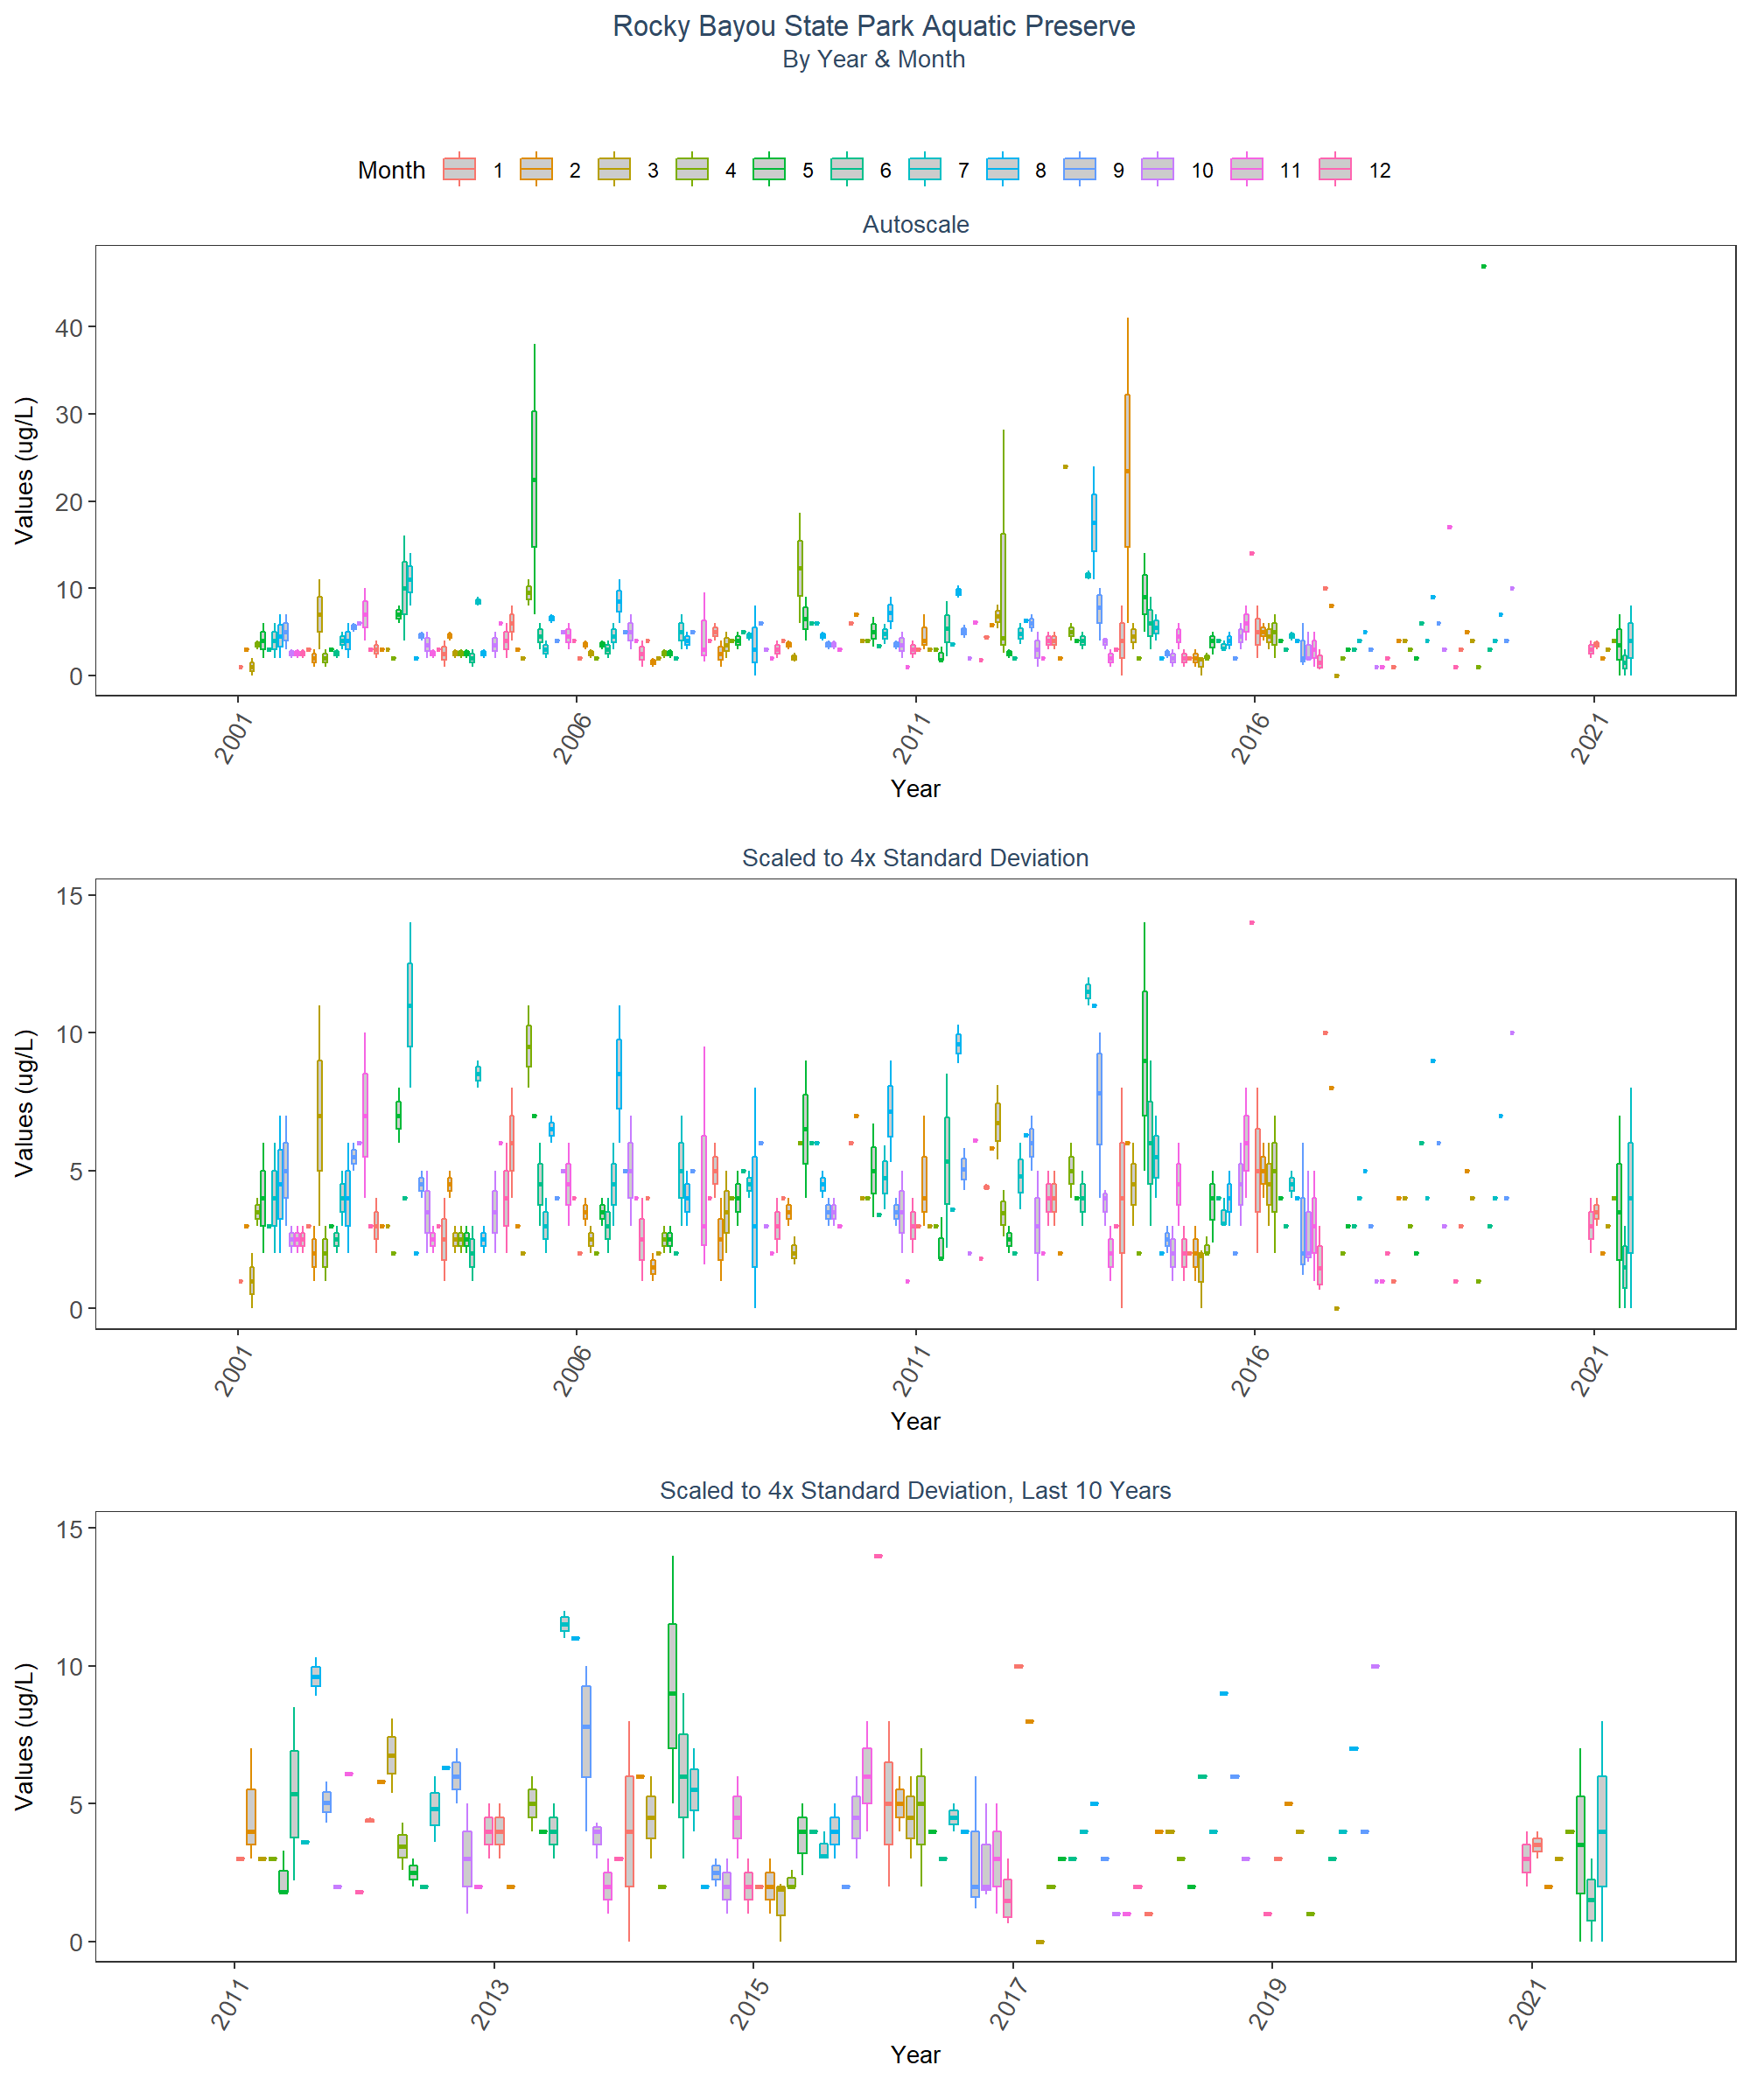 Rocky Bayou State Park Aquatic Preserve
By Year & Month
Month 1 2 3 4 5 6 7 8 9 10 11 12
Autoscale
Values (ug/L)
40
30
20
10
0
2001 2006 2011 2016 2021
Year
Scaled to 4x Standard Deviation
Values (ug/L)
15
10
5
0
2001 2006 2011 2016 2021
Year
Scaled to 4x Standard Deviation, Last 10 Years
Values (ug/L)
15
10
5
0
2011 2013 2015 2017 2019 2021
Year